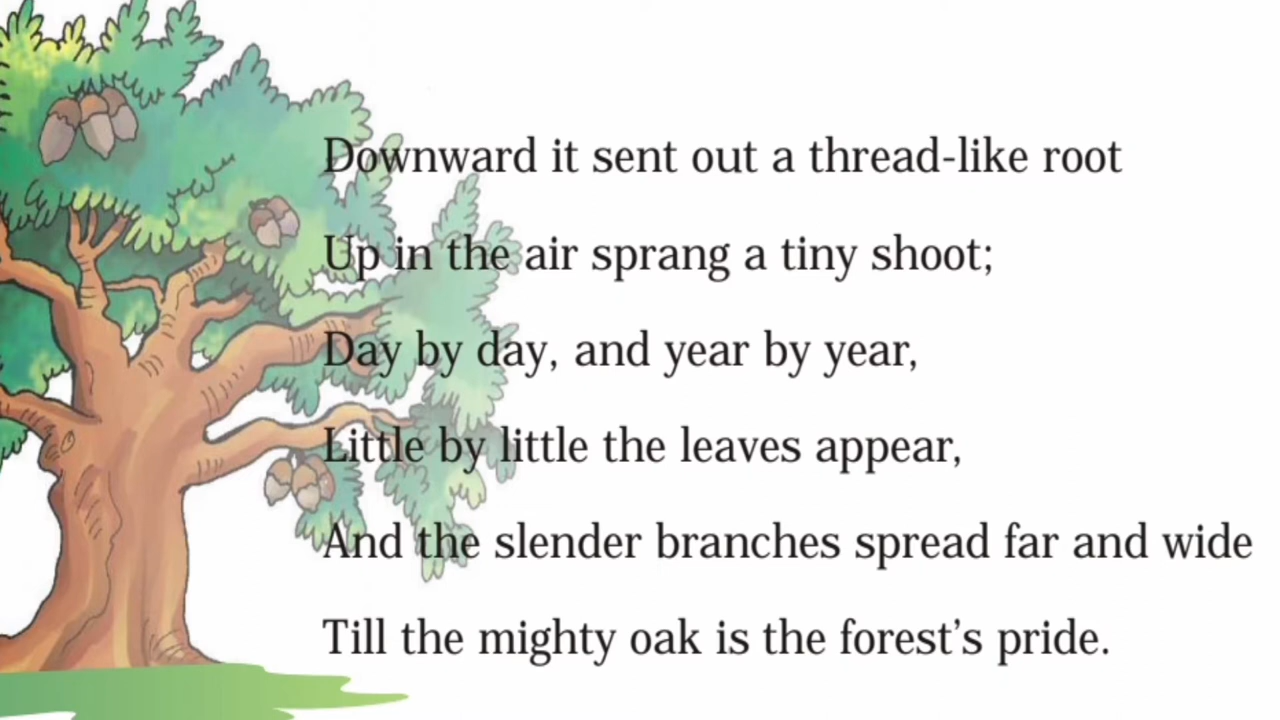 Downward it sent out a thread-like root
Up in the air sprang a tiny shoot;
Day by day, and year by year,
Little by little the leaves appear,
And the slender branches spread far and wide
Till the mighty oak is the forest’s pride.